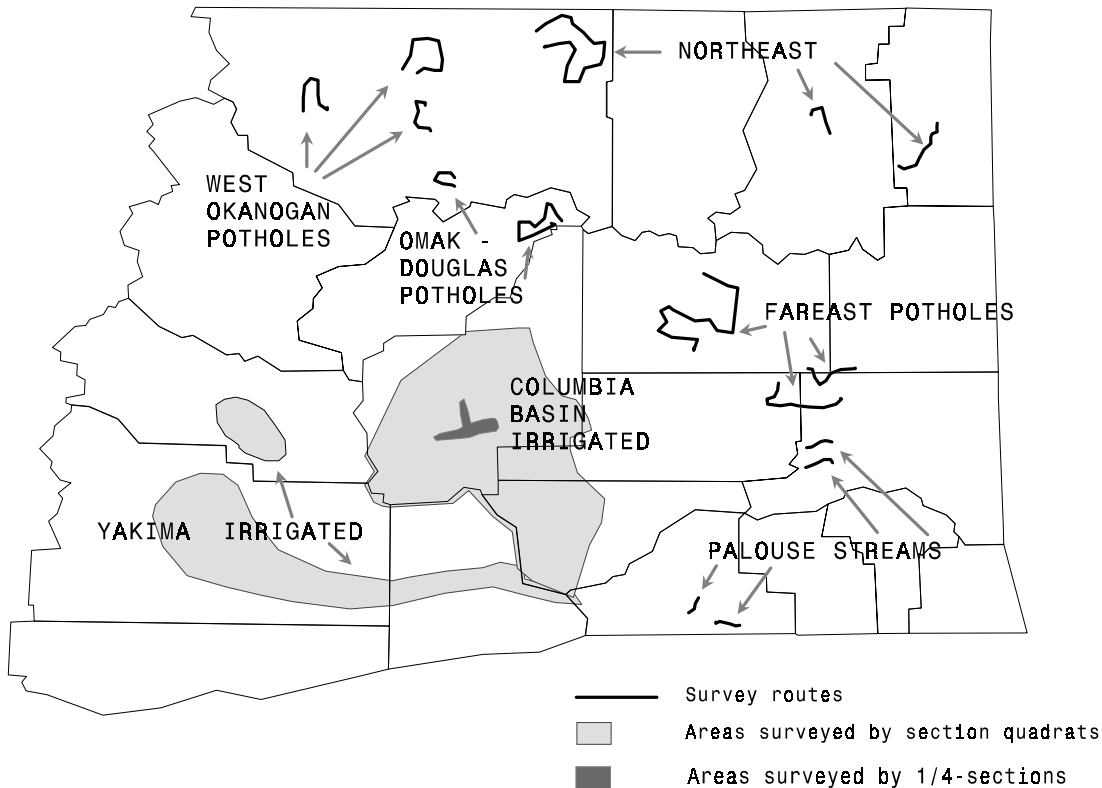 NORTHEAST
WEST
OKANOGAN
POTHOLES
OMAK -
DOUGLAS
POTHOLES
FAREAST POTHOLES
COLUMBIA
BASIN
IRRIGATED
YAKIMA IRRIGATED
PALOUSE STREAMS
Survey routes
Areas surveyed by section quadrats
Areas surveyed by 1/4-sections